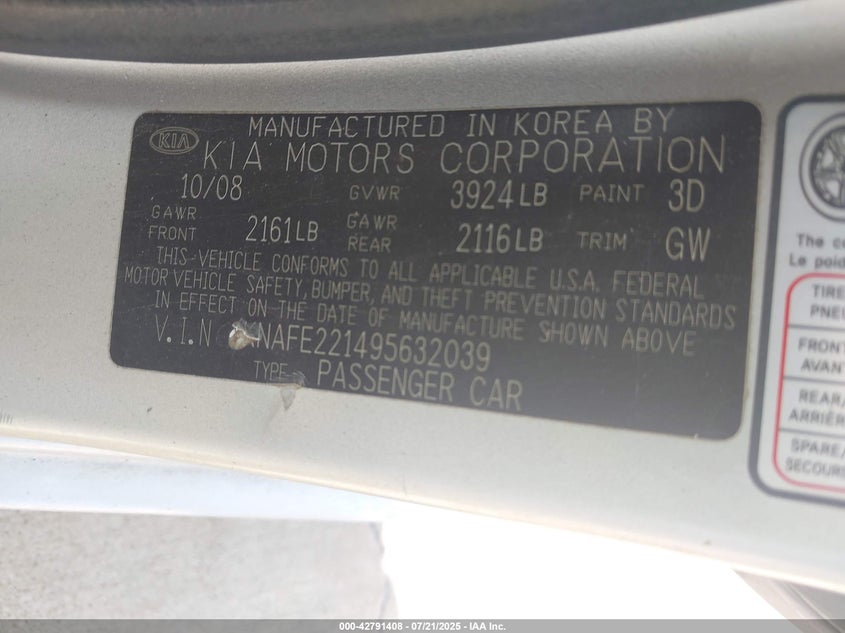 KIA
MANUFACTURED IN KOREA BY
KIA MOTORS CORPORATION
10/08 GVWR 3924LB PAINT 3D
GAWR FRONT 2161LB GAWR REAR 2116LB TRIM GW
THIS VEHICLE CONFORMS TO ALL APPLICABLE U.S.A. FEDERAL
MOTOR VEHICLE SAFETY, BUMPER, AND THEFT PREVENTION STANDARDS
IN EFFECT ON THE DATE OF MANUFACTURE SHOWN ABOVE
V.I.N NAFE221495632039
TYPE: PASSENGER CAR
The co
Le poid
TIRE
PNEU
FRONT
AVANT
REAR/
ARRIÈR
SPARE/
SECOURS
000-42791408 | 07/21/2025 - IAA Inc.